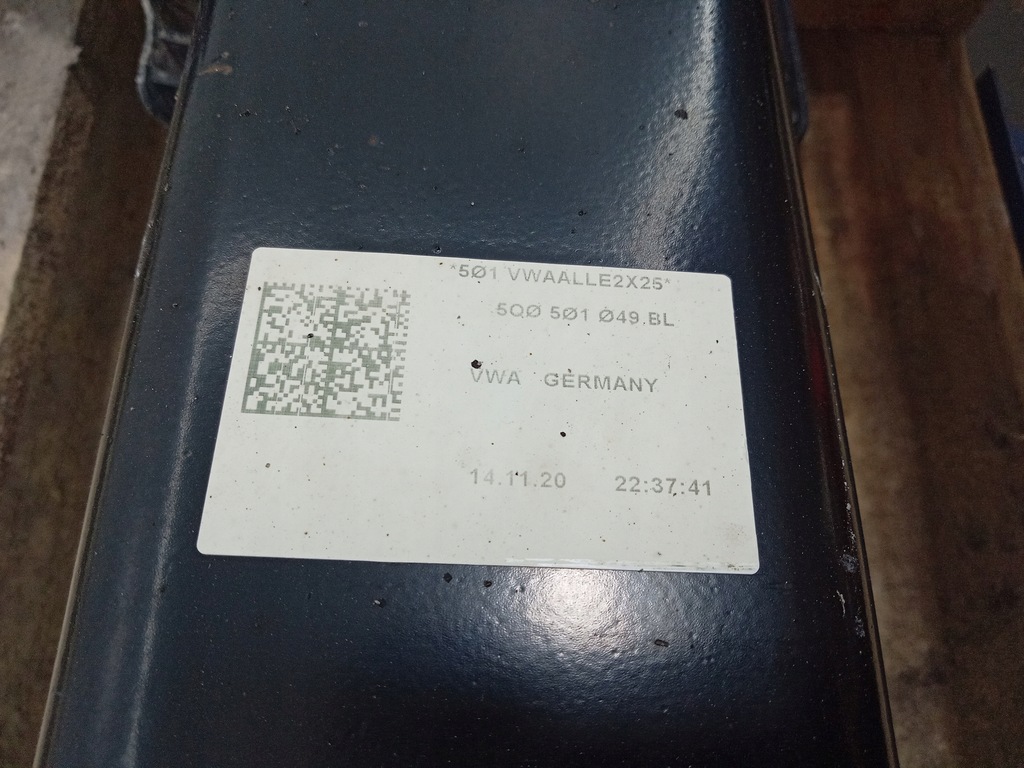 *5Ø1 VWAALLE2X25*
5QØ 5Ø1 Ø49.BL
VWA GERMANY
14.11.20 22:37:41